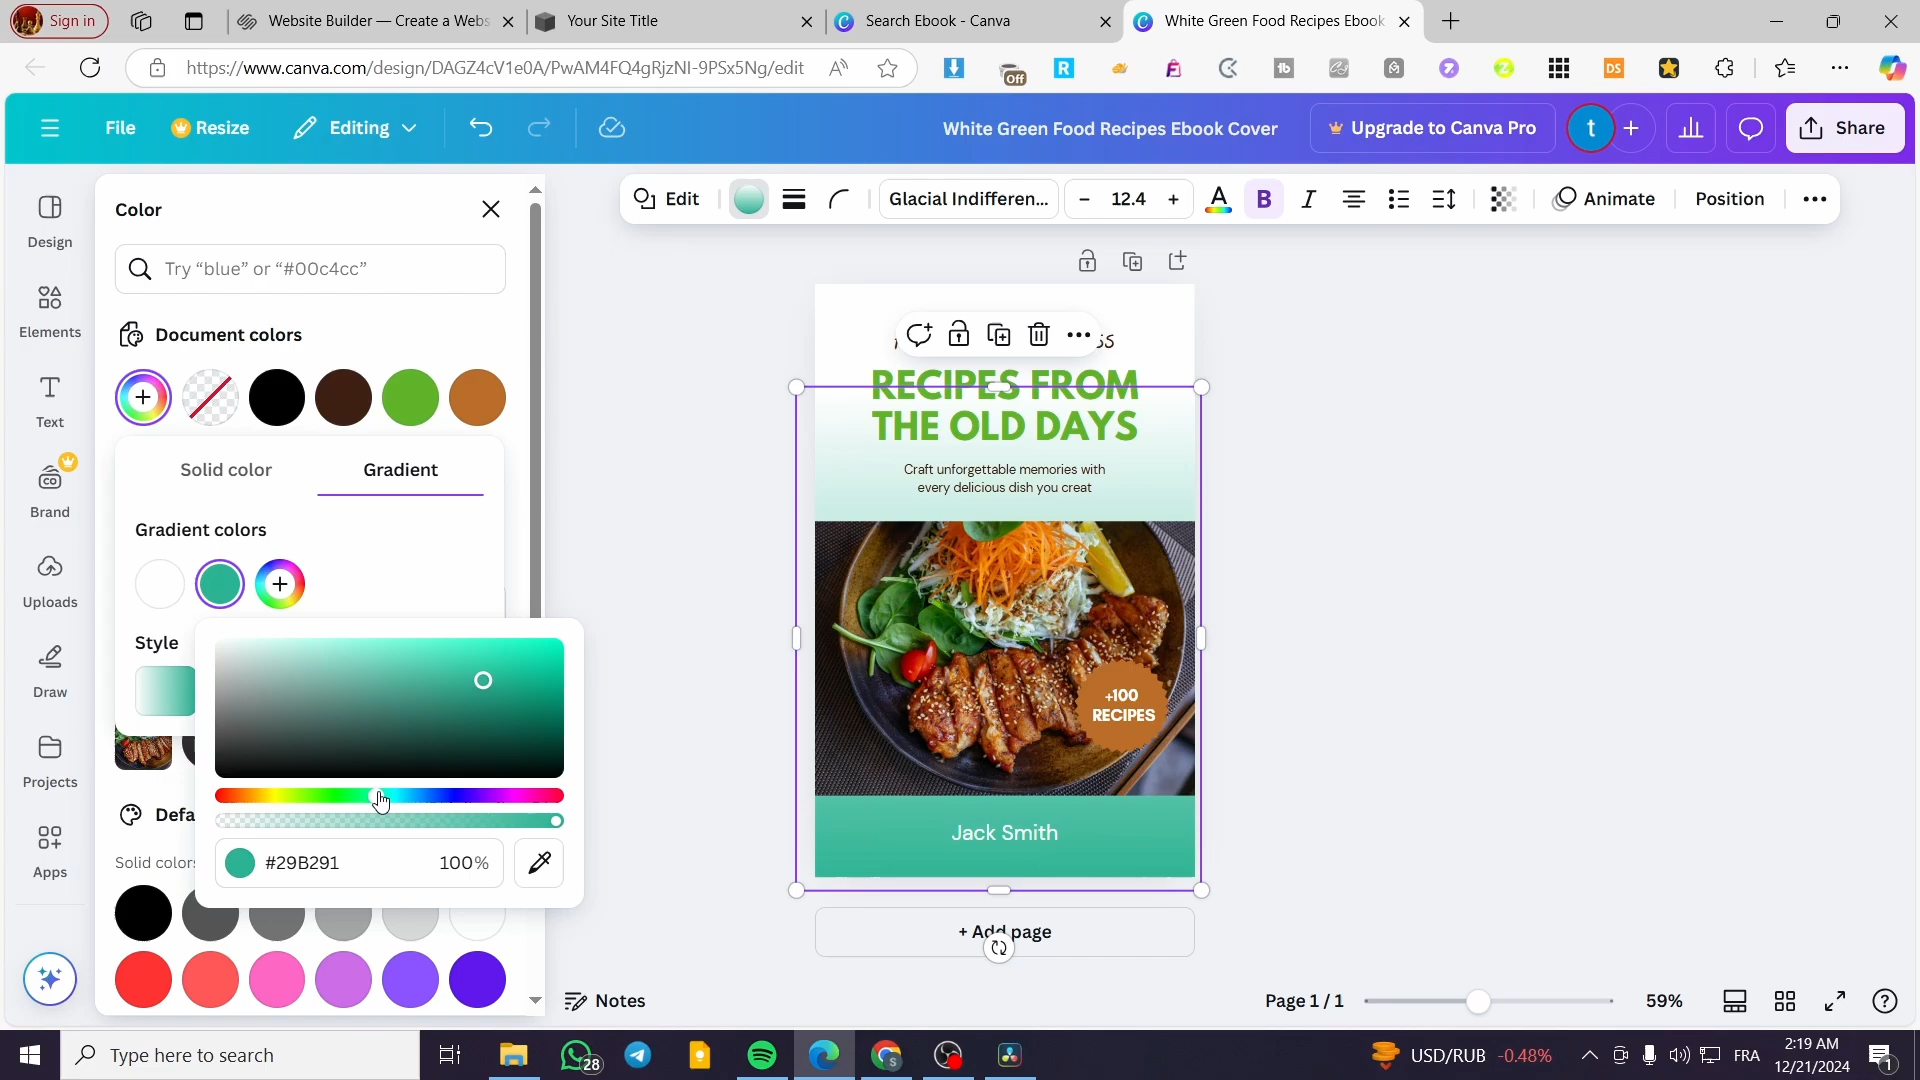 Sign in
Website Builder — Create a Webs
Your Site Title
Search Ebook - Canva
White Green Food Recipes Ebook
https://www.canva.com/design/DAGZ4cV1e0A/PwAM4FQ4gRjzNI-9PSx5Ng/edit
Off
File
Resize
Editing
White Green Food Recipes Ebook Cover
Upgrade to Canva Pro
t
Share
Design
Elements
Text
Brand
Uploads
Draw
Projects
Apps
Color
Try “blue” or “#00c4cc”
Document colors
Solid color
Gradient
Gradient colors
Style
#29B291
100%
Defa
Solid colors
Edit
Glacial Indifferen...
– 12.4 +
A
B
I
Animate
Position
RECIPES FROM
THE OLD DAYS
Craft unforgettable memories with
every delicious dish you creat
+100
RECIPES
Jack Smith
+ Add page
Notes
Page 1 / 1
59%
Type here to search
28
USD/RUB -0.48%
FRA
2:19 AM
12/21/2024
1